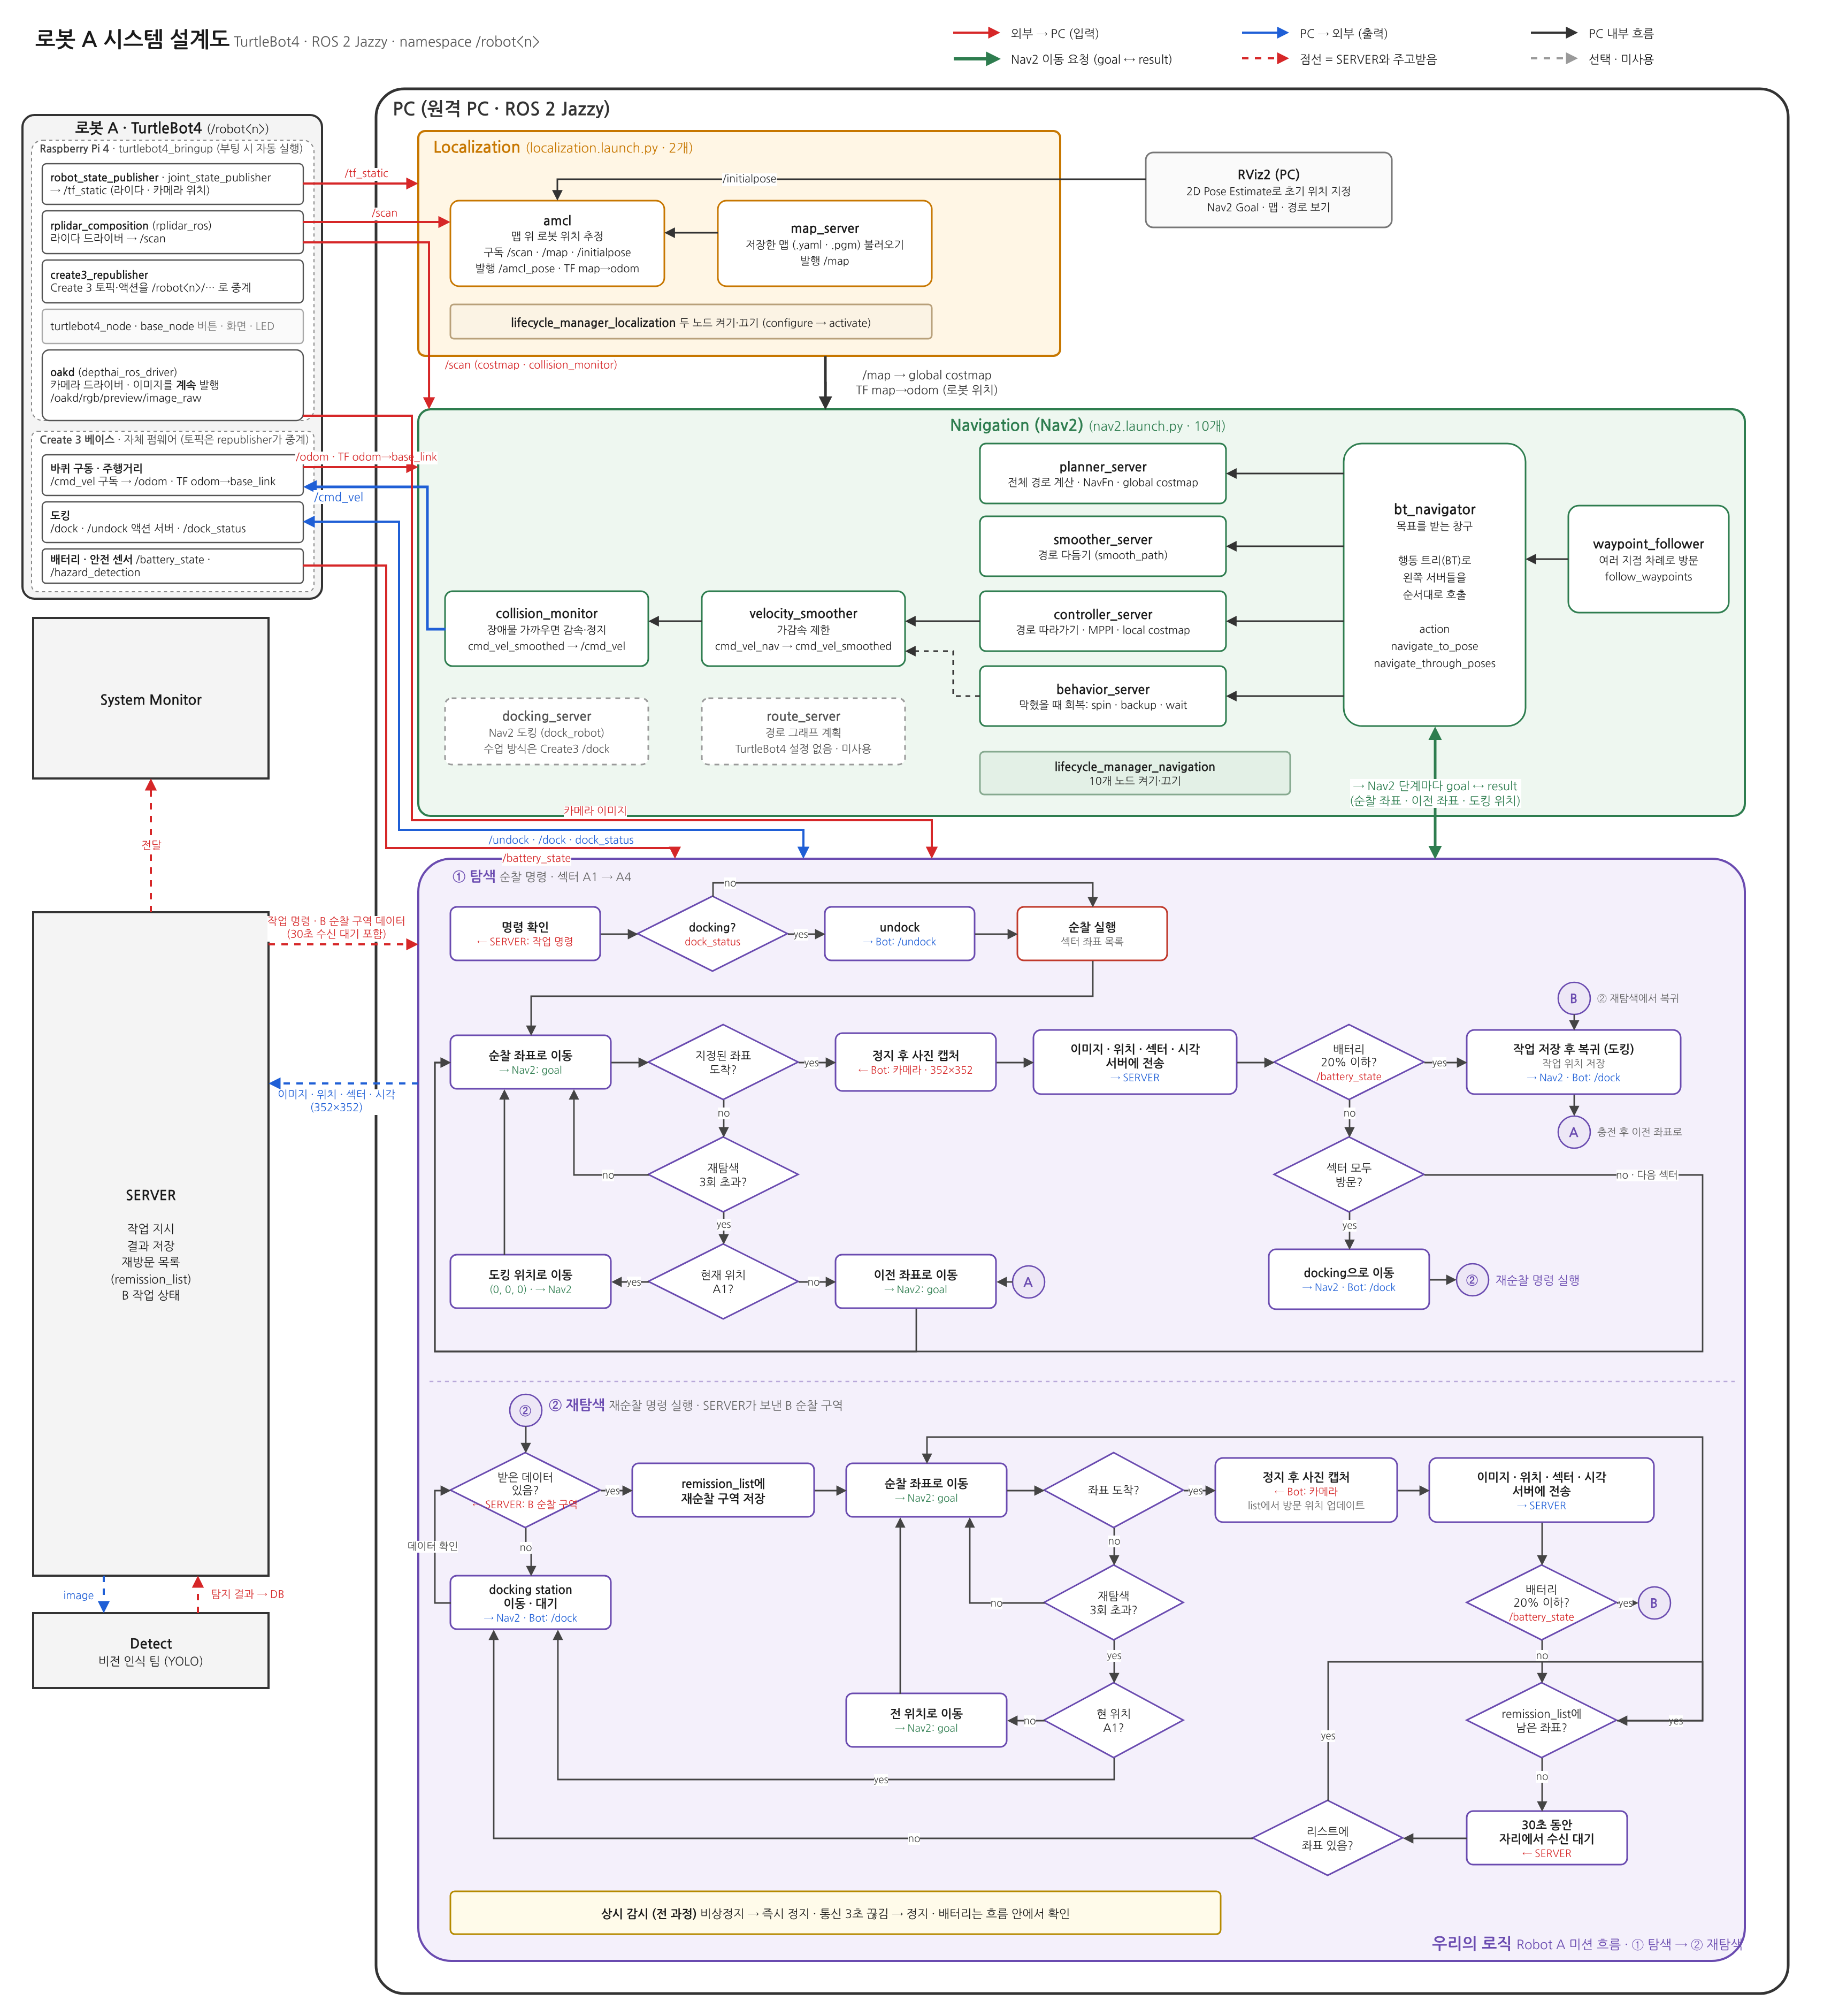 로봇 A 시스템 설계도 TurtleBot4 · ROS 2 Jazzy · namespace /robot<n>
외부 → PC (입력)
PC → 외부 (출력)
PC 내부 흐름
Nav2 이동 요청 (goal ↔ result)
점선 = SERVER와 주고받음
선택 · 미사용
로봇 A · TurtleBot4 (/robot<n>)
Raspberry Pi 4 · turtlebot4_bringup (부팅 시 자동 실행)
robot_state_publisher · joint_state_publisher
→ /tf_static (라이다 · 카메라 위치)
rplidar_composition (rplidar_ros)
라이다 드라이버 → /scan
create3_republisher
Create 3 토픽·액션을 /robot<n>/… 로 중계
turtlebot4_node · base_node 버튼 · 화면 · LED
oakd (depthai_ros_driver)
카메라 드라이버 · 이미지를 계속 발행
/oakd/rgb/preview/image_raw
Create 3 베이스 · 자체 펌웨어 (토픽은 republisher가 중계)
바퀴 구동 · 주행거리
/cmd_vel 구독 → /odom · TF odom→base_link
도킹
/dock · /undock 액션 서버 · /dock_status
배터리 · 안전 센서 /battery_state ·
/hazard_detection
/tf_static
/scan
/odom · TF odom→base_link
/cmd_vel
PC (원격 PC · ROS 2 Jazzy)
Localization (localization.launch.py · 2개)
/initialpose
amcl
맵 위 로봇 위치 추정
구독 /scan · /map · /initialpose
발행 /amcl_pose · TF map→odom
map_server
저장한 맵 (.yaml · .pgm) 불러오기
발행 /map
lifecycle_manager_localization 두 노드 켜기·끄기 (configure → activate)
RViz2 (PC)
2D Pose Estimate로 초기 위치 지정
Nav2 Goal · 맵 · 경로 보기
/scan (costmap · collision_monitor)
/map → global costmap
TF map→odom (로봇 위치)
Navigation (Nav2) (nav2.launch.py · 10개)
planner_server
전체 경로 계산 · NavFn · global costmap
smoother_server
경로 다듬기 (smooth_path)
controller_server
경로 따라가기 · MPPI · local costmap
behavior_server
막혔을 때 회복: spin · backup · wait
bt_navigator
목표를 받는 창구
행동 트리(BT)로
왼쪽 서버들을
순서대로 호출
action
navigate_to_pose
navigate_through_poses
waypoint_follower
여러 지점 차례로 방문
follow_waypoints
collision_monitor
장애물 가까우면 감속·정지
cmd_vel_smoothed → /cmd_vel
velocity_smoother
가감속 제한
cmd_vel_nav → cmd_vel_smoothed
docking_server
Nav2 도킹 (dock_robot)
수업 방식은 Create3 /dock
route_server
경로 그래프 계획
TurtleBot4 설정 없음 · 미사용
lifecycle_manager_navigation
10개 노드 켜기·끄기
→ Nav2 단계마다 goal ↔ result
(순찰 좌표 · 이전 좌표 · 도킹 위치)
카메라 이미지
/undock · /dock · dock_status
/battery_state
System Monitor
전달
SERVER
작업 지시
결과 저장
재방문 목록
(remission_list)
B 작업 상태
작업 명령 · B 순찰 구역 데이터
(30초 수신 대기 포함)
이미지 · 위치 · 섹터 · 시각
(352×352)
image
탐지 결과 → DB
Detect
비전 인식 팀 (YOLO)
① 탐색 순찰 명령 · 섹터 A1 → A4
명령 확인
← SERVER: 작업 명령
docking?
dock_status
no
yes
undock
→ Bot: /undock
순찰 실행
섹터 좌표 목록
순찰 좌표로 이동
→ Nav2: goal
지정된 좌표
도착?
yes
정지 후 사진 캡처
← Bot: 카메라 · 352×352
이미지 · 위치 · 섹터 · 시각
서버에 전송
→ SERVER
배터리
20% 이하?
/battery_state
yes
작업 저장 후 복귀 (도킹)
작업 위치 저장
→ Nav2 · Bot: /dock
B
② 재탐색에서 복귀
A
충전 후 이전 좌표로
no
no
재탐색
3회 초과?
no
yes
섹터 모두
방문?
no · 다음 섹터
yes
도킹 위치로 이동
(0, 0, 0) · → Nav2
yes
현재 위치
A1?
no
이전 좌표로 이동
→ Nav2: goal
A
docking으로 이동
→ Nav2 · Bot: /dock
②
재순찰 명령 실행
②
② 재탐색 재순찰 명령 실행 · SERVER가 보낸 B 순찰 구역
받은 데이터
있음?
← SERVER: B 순찰 구역
yes
remission_list에
재순찰 구역 저장
순찰 좌표로 이동
→ Nav2: goal
좌표 도착?
yes
정지 후 사진 캡처
← Bot: 카메라
list에서 방문 위치 업데이트
이미지 · 위치 · 섹터 · 시각
서버에 전송
→ SERVER
데이터 확인
no
no
docking station
이동 · 대기
→ Nav2 · Bot: /dock
재탐색
3회 초과?
no
yes
배터리
20% 이하?
/battery_state
yes
B
no
전 위치로 이동
→ Nav2: goal
no
현 위치
A1?
yes
remission_list에
남은 좌표?
yes
no
yes
30초 동안
자리에서 수신 대기
← SERVER
리스트에
좌표 있음?
no
상시 감시 (전 과정) 비상정지 → 즉시 정지 · 통신 3초 끊김 → 정지 · 배터리는 흐름 안에서 확인
우리의 로직 Robot A 미션 흐름 · ① 탐색 → ② 재탐색